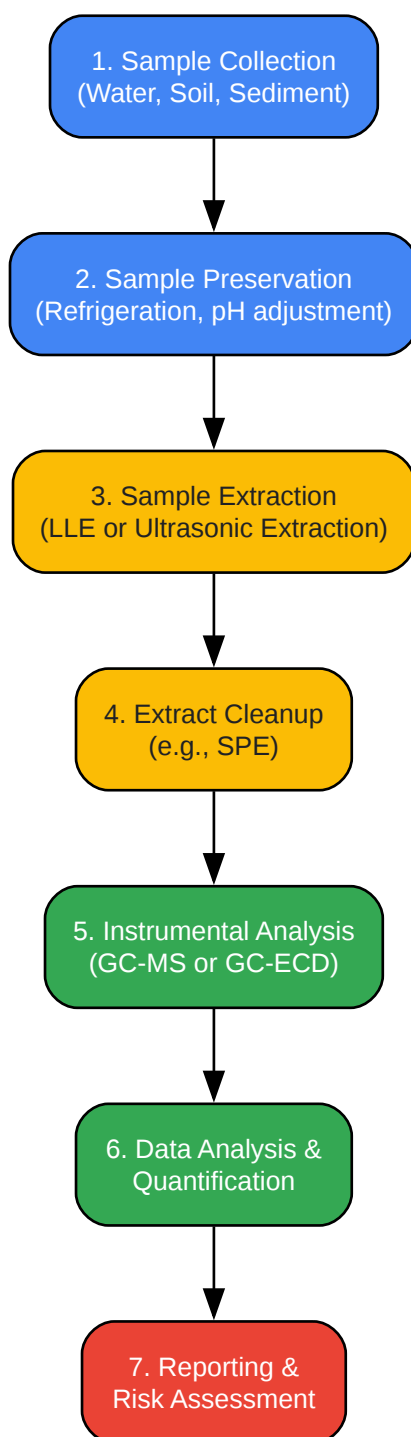 1. Sample Collection
(Water, Soil, Sediment)
2. Sample Preservation
(Refrigeration, pH adjustment)
3. Sample Extraction
(LLE or Ultrasonic Extraction)
4. Extract Cleanup
(e.g., SPE)
5. Instrumental Analysis
(GC-MS or GC-ECD)
6. Data Analysis &
Quantification
7. Reporting &
Risk Assessment